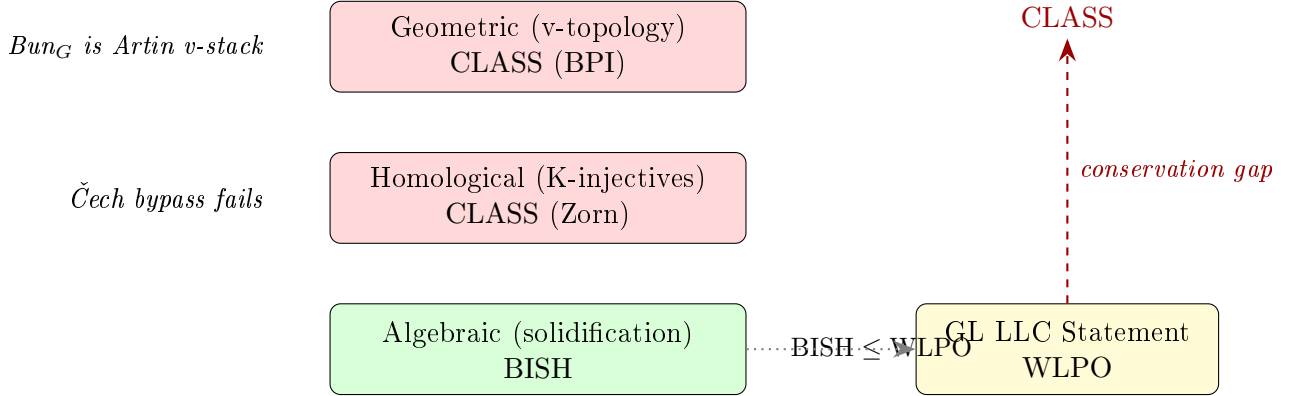 CLASS
Bun_G is Artin v-stack
Geometric (v-topology)
CLASS (BPI)
Čech bypass fails
Homological (K-injectives)
CLASS (Zorn)
conservation gap
Algebraic (solidification)
BISH
BISH ≤ WLPO
GL LLC Statement
WLPO